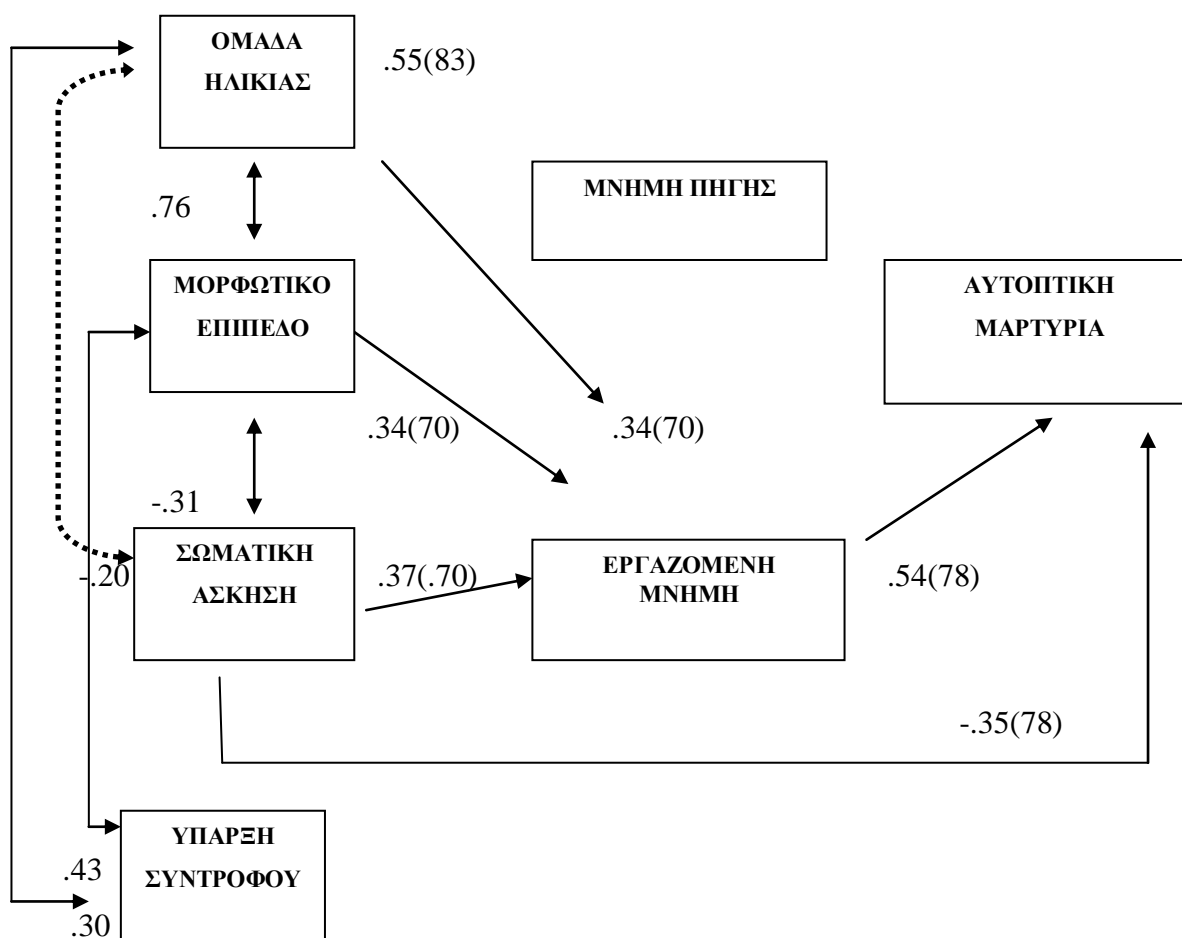 ΟΜΑΔΑ
ΗΛΙΚΙΑΣ
.55(83)
ΜΝΗΜΗ ΠΗΓΗΣ
.76
ΜΟΡΦΩΤΙΚΟ
ΕΠΙΠΕΔΟ
ΑΥΤΟΠΤΙΚΗ
ΜΑΡΤΥΡΙΑ
.34(70)
.34(70)
-.31
ΣΩΜΑΤΙΚΗ
ΑΣΚΗΣΗ
-.20
.37(.70)
ΕΡΓΑΖΟΜΕΝΗ
ΜΝΗΜΗ
.54(78)
-.35(78)
ΥΠΑΡΞΗ
ΣΥΝΤΡΟΦΟΥ
.43
.30